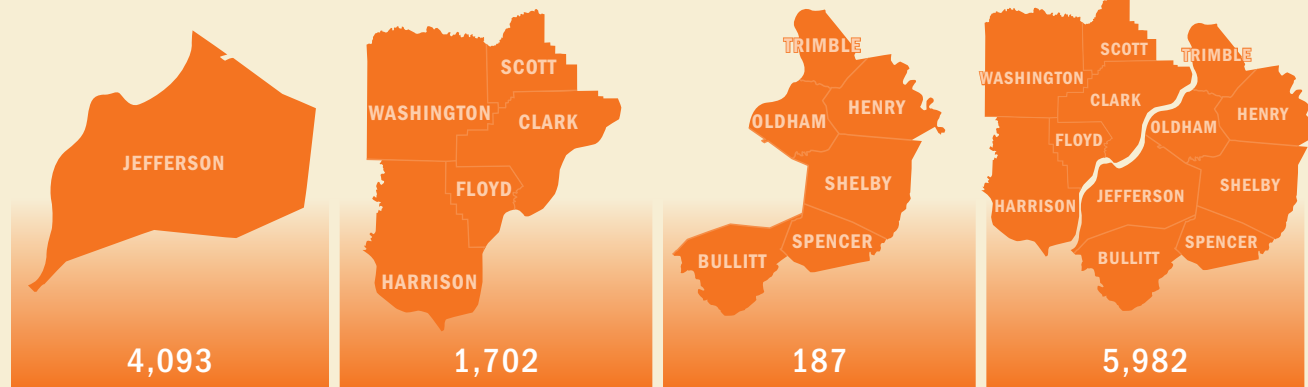 JEFFERSON
4,093
SCOTT
WASHINGTON
CLARK
FLOYD
HARRISON
1,702
TRIMBLE
HENRY
OLDHAM
SHELBY
SPENCER
BULLITT
187
SCOTT
TRIMBLE
WASHINGTON
CLARK
HENRY
OLDHAM
FLOYD
SHELBY
JEFFERSON
HARRISON
SPENCER
BULLITT
5,982